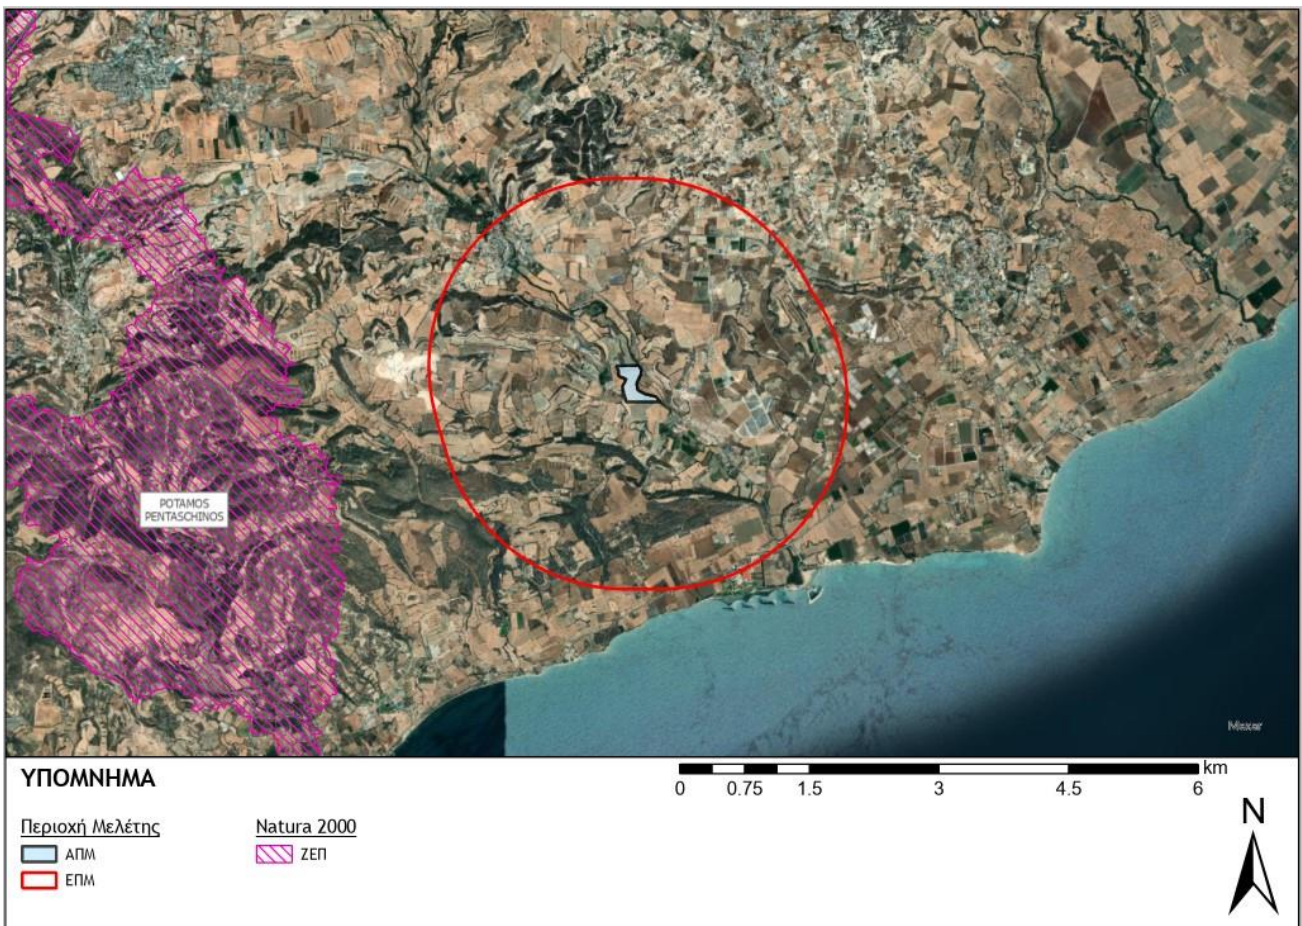 POTAMOS
PENTASCHINOS
Maxar
ΥΠΟΜΝΗΜΑ
km
0 0.75 1.5 3 4.5 6
N
Περιοχή Μελέτης
ΑΠΜ
ΕΠΜ
Natura 2000
ΖΕΠ